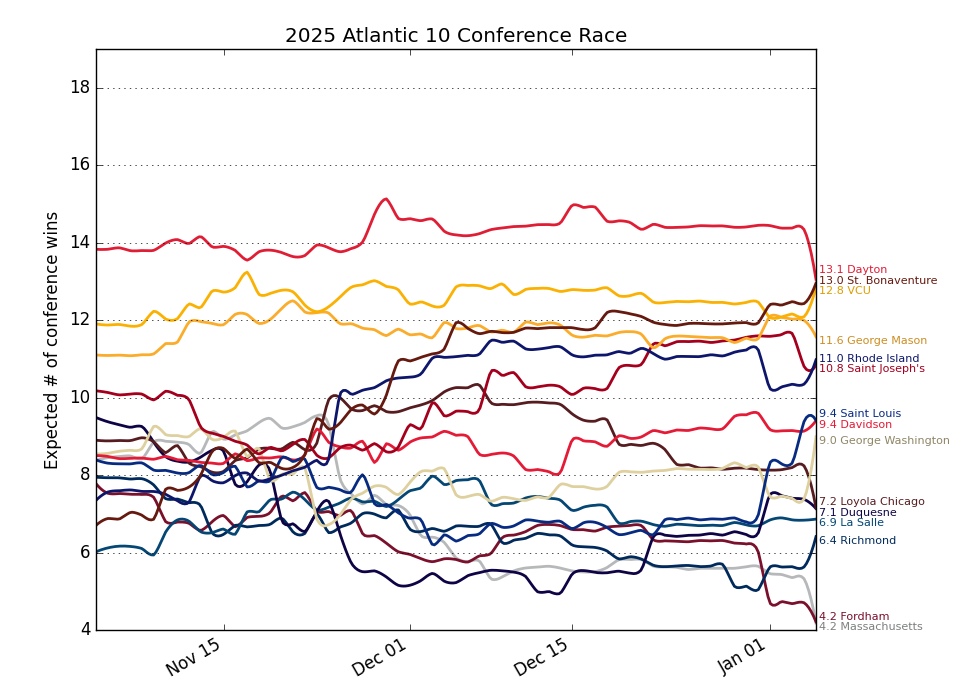 2025 Atlantic 10 Conference Race
Expected # of conference wins
18
16
14
12
10
8
6
4
Nov 15
Dec 01
Dec 15
Jan 01
13.1 Dayton
13.0 St. Bonaventure
12.8 VCU
11.6 George Mason
11.0 Rhode Island
10.8 Saint Joseph's
9.4 Saint Louis
9.4 Davidson
9.0 George Washington
7.2 Loyola Chicago
7.1 Duquesne
6.9 La Salle
6.4 Richmond
4.2 Fordham
4.2 Massachusetts